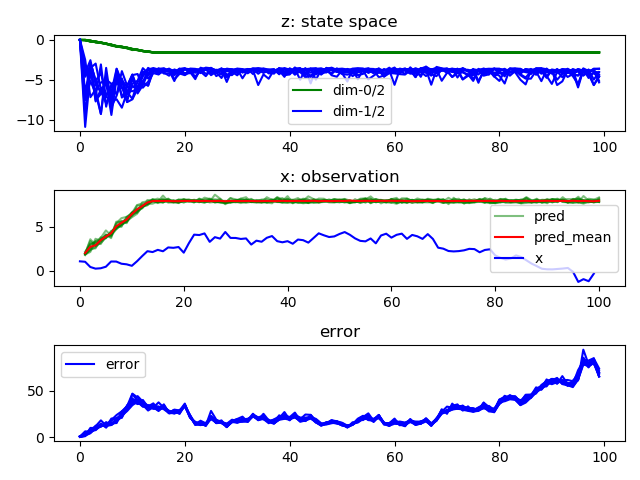 z: state space
0
−5
−10
dim-0/2
dim-1/2
0 20 40 60 80 100
x: observation
5
0
pred
pred_mean
x
0 20 40 60 80 100
error
error
50
0
0 20 40 60 80 100